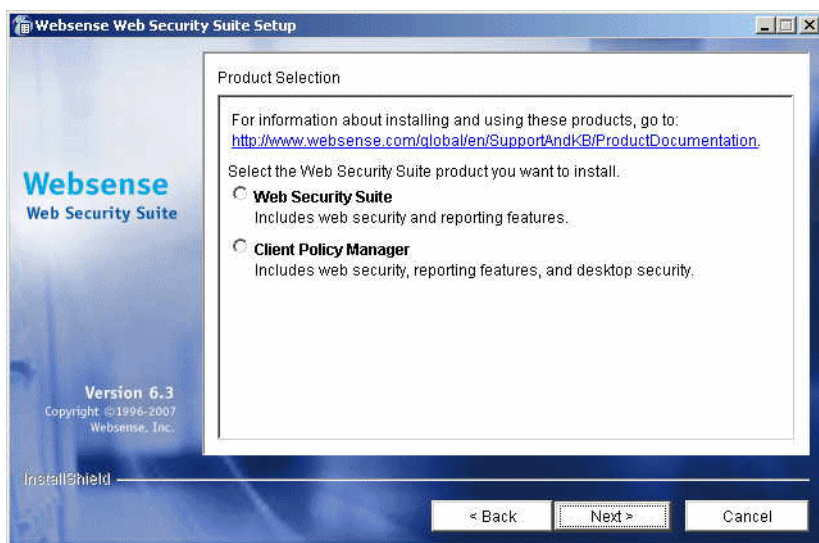 Websense Web Security Suite Setup
Product Selection
For information about installing and using these products, go to:
http://www.websense.com/global/en/SupportAndKB/ProductDocumentation.
Select the Web Security Suite product you want to install.
Web Security Suite
Includes web security and reporting features.
Client Policy Manager
Includes web security, reporting features, and desktop security.
Websense
Web Security Suite
Version 6.3
Copyright ©1996-2007
Websense, Inc.
InstallShield
< Back
Next >
Cancel